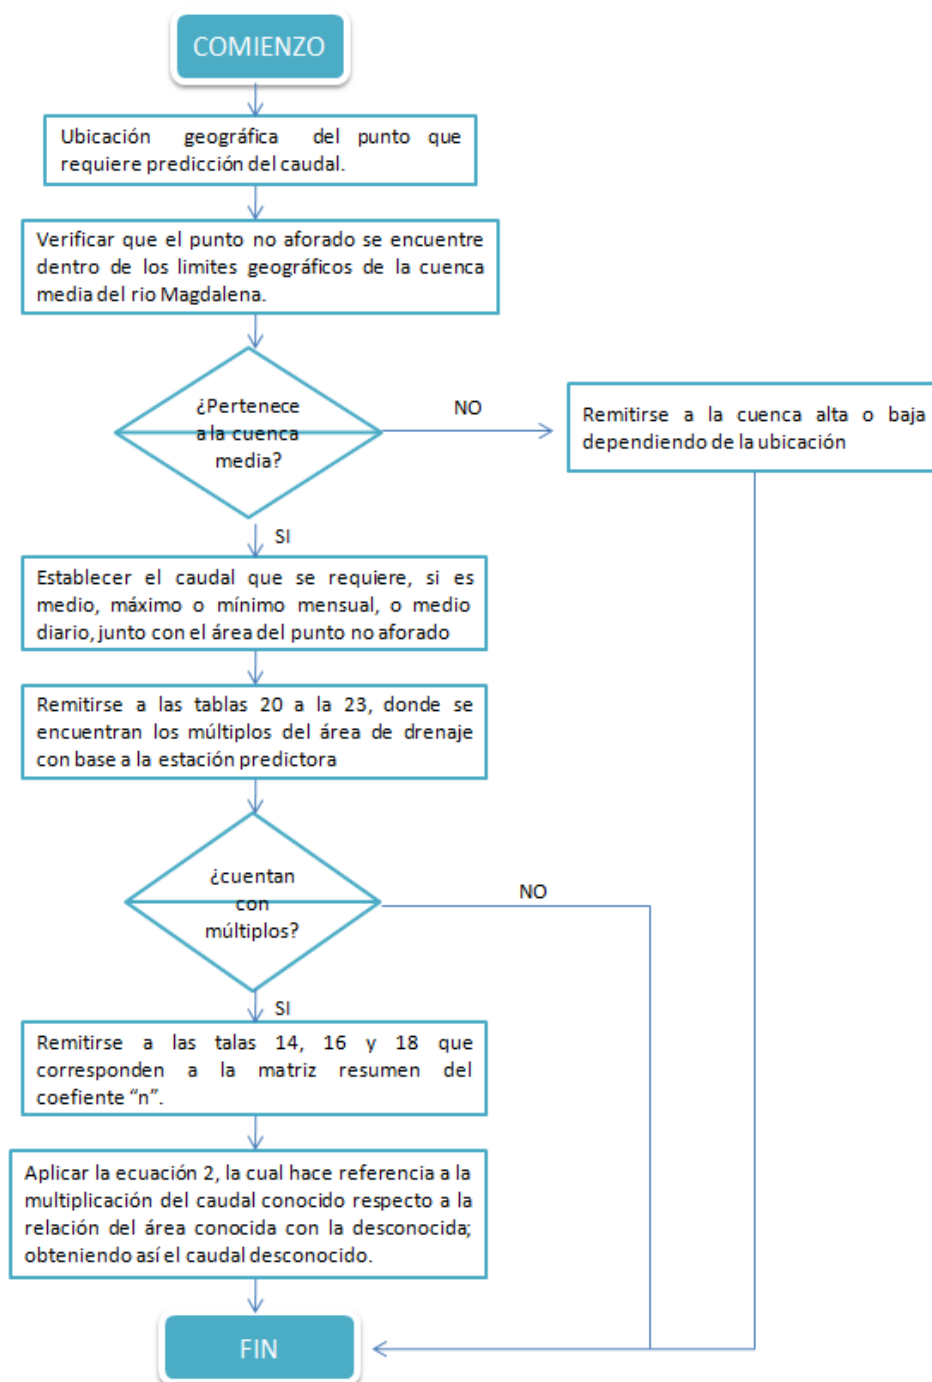 COMIENZO
Ubicación geográfica del punto que
requiere predicción del caudal.
Verificar que el punto no aforado se encuentre
dentro de los limites geográficos de la cuenca
media del rio Magdalena.
¿Pertenece
a la cuenca
media?
NO
Remitirse a la cuenca alta o baja
dependiendo de la ubicación
SI
Establecer el caudal que se requiere, si es
medio, máximo o mínimo mensual, o medio
diario, junto con el área del punto no aforado
Remitirse a las tablas 20 a la 23, donde se
encuentran los múltiplos del área de drenaje
con base a la estación predictora
¿cuentan
con
múltiplos?
NO
SI
Remitirse a las talas 14, 16 y 18 que
corresponden a la matriz resumen del
coefiente “n”.
Aplicar la ecuación 2, la cual hace referencia a la
multiplicación del caudal conocido respecto a la
relación del área conocida con la desconocida;
obteniendo así el caudal desconocido.
FIN